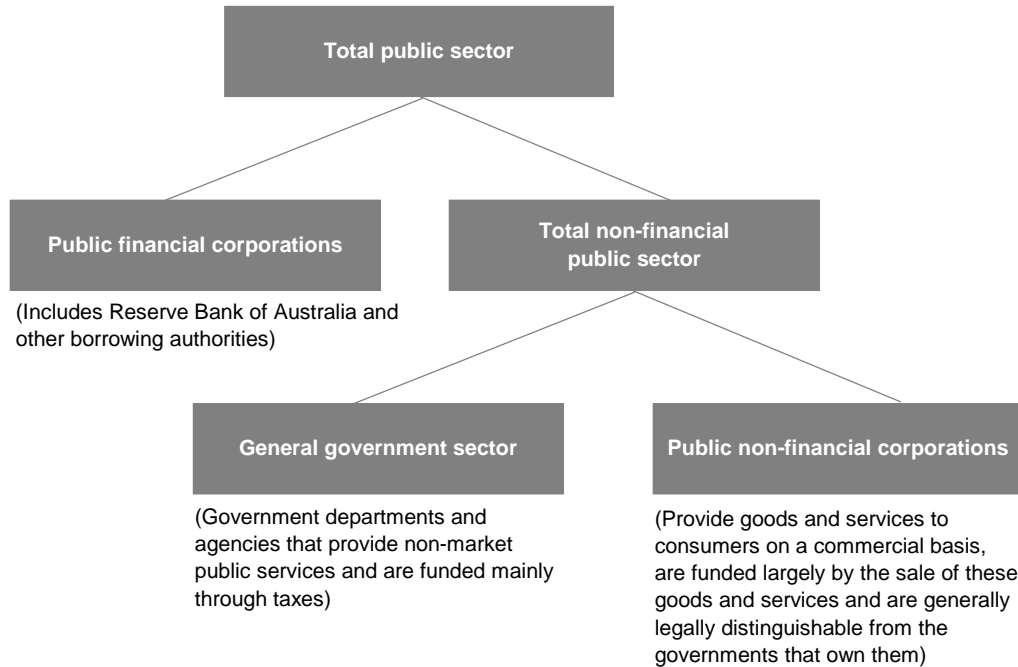 Total public sector
Public financial corporations
Total non-financial
public sector
(Includes Reserve Bank of Australia and
other borrowing authorities)
General government sector
Public non-financial corporations
(Government departments and
agencies that provide non-market
public services and are funded mainly
through taxes)
(Provide goods and services to
consumers on a commercial basis,
are funded largely by the sale of these
goods and services and are generally
legally distinguishable from the
governments that own them)